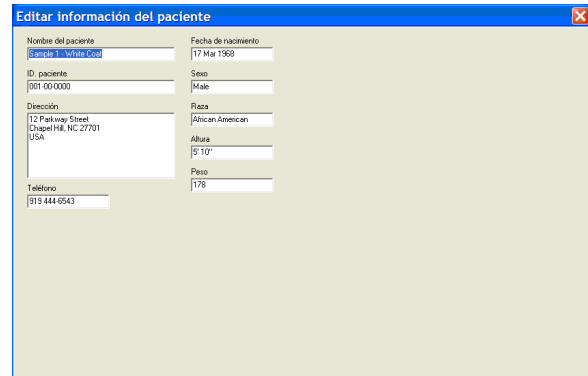 Editar información del paciente
Nombre del paciente
Sample 1 - White Coat
ID. paciente
001-00-0000
Dirección
12 Parkway Street
Chapel Hill, NC 27701
USA
Teléfono
919 444-6543
Fecha de nacimiento
17 Mar 1968
Sexo
Male
Raza
African American
Altura
5' 10"
Peso
178